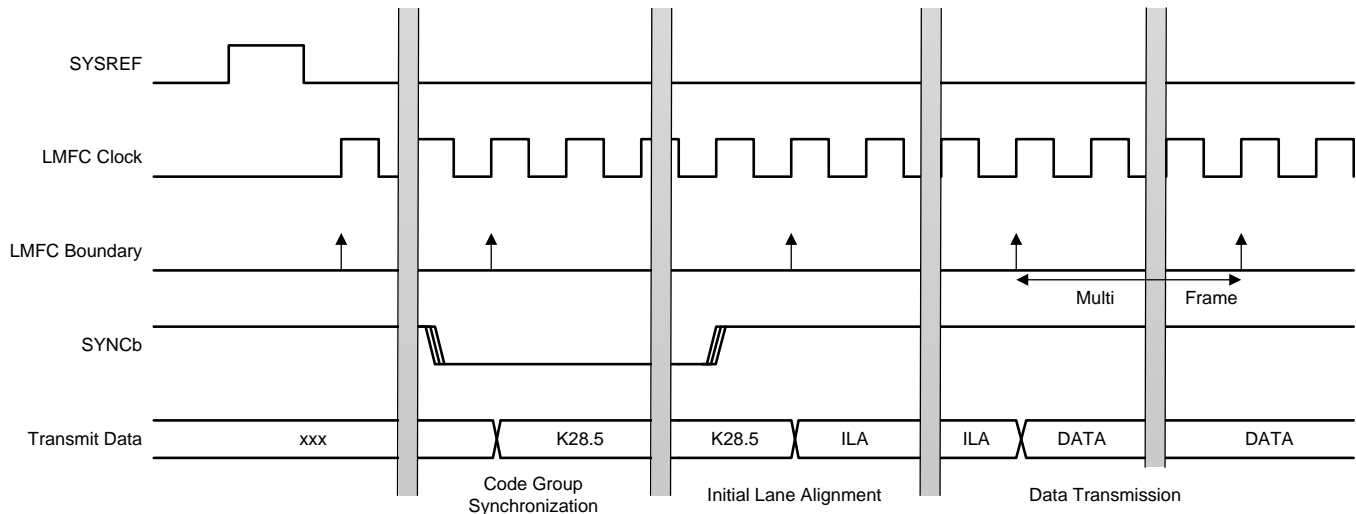 SYSREF
LMFC Clock
LMFC Boundary
Multi Frame
SYNCb
Transmit Data xxx K28.5 K28.5 ILA ILA DATA DATA
Code Group
Synchronization
Initial Lane Alignment
Data Transmission